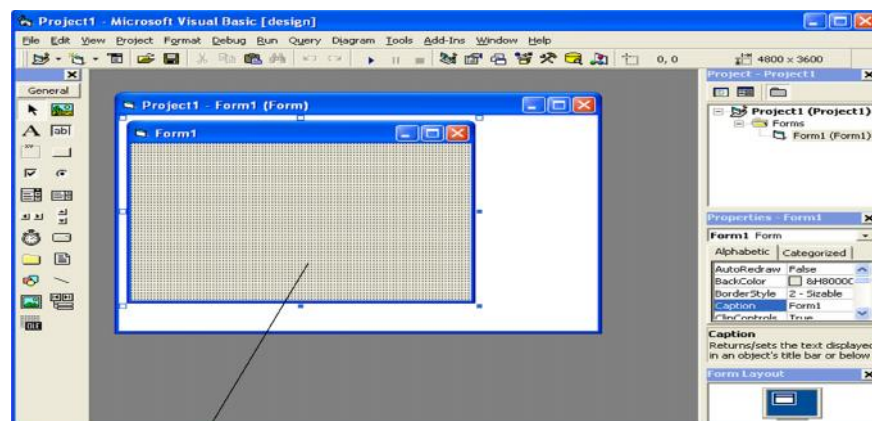 Project1 - Microsoft Visual Basic [design]
File Edit View Project Format Debug Run Query Diagram Tools Add-Ins Window Help
0, 0
4800 x 3600
General
Project1 - Form1 (Form)
Form1
Project - Project1
Project1 (Project1)
Forms
Form1 (Form1)
Properties - Form1
Form1 Form
Alphabetic Categorized
AutoRedraw False
BackColor &H8000C
BorderStyle 2 - Sizable
Caption Form1
ClipControls True
Caption
Returns/sets the text displayed
in an object's title bar or below
Form Layout